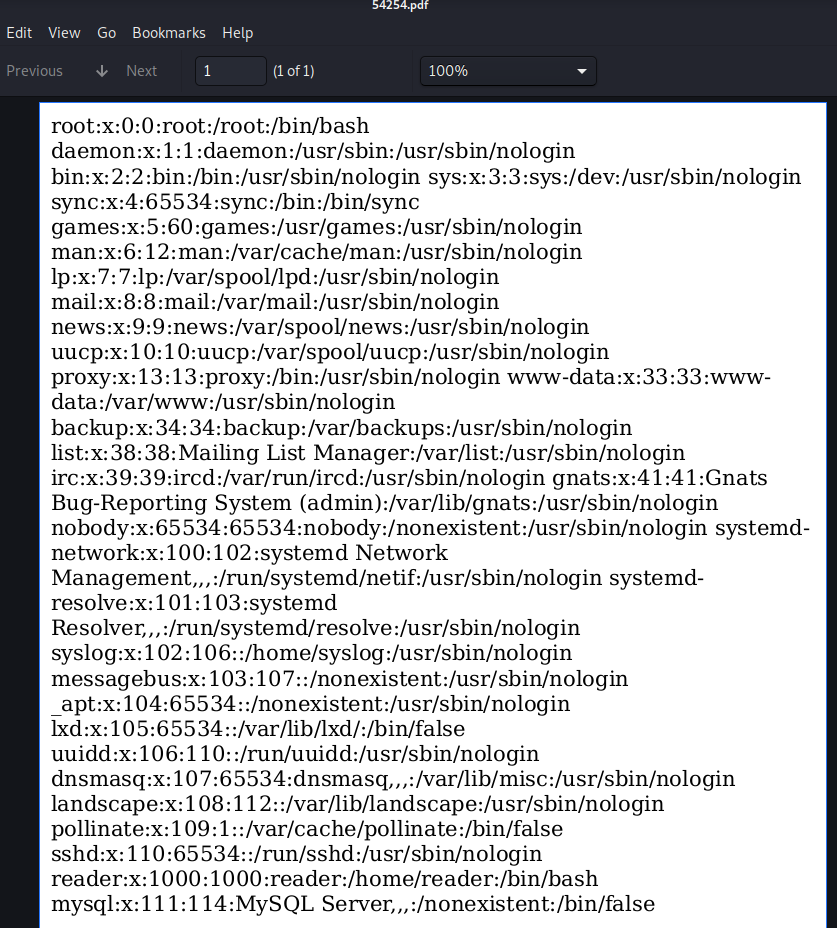 54254.pdf
Edit View Go Bookmarks Help
Previous Next 1 (1 of 1) 100%
root:x:0:0:root:/root:/bin/bash
daemon:x:1:1:daemon:/usr/sbin:/usr/sbin/nologin
bin:x:2:2:bin:/bin:/usr/sbin/nologin sys:x:3:3:sys:/dev:/usr/sbin/nologin
sync:x:4:65534:sync:/bin:/bin/sync
games:x:5:60:games:/usr/games:/usr/sbin/nologin
man:x:6:12:man:/var/cache/man:/usr/sbin/nologin
lp:x:7:7:lp:/var/spool/lpd:/usr/sbin/nologin
mail:x:8:8:mail:/var/mail:/usr/sbin/nologin
news:x:9:9:news:/var/spool/news:/usr/sbin/nologin
uucp:x:10:10:uucp:/var/spool/uucp:/usr/sbin/nologin
proxy:x:13:13:proxy:/bin:/usr/sbin/nologin www-data:x:33:33:www-
data:/var/www:/usr/sbin/nologin
backup:x:34:34:backup:/var/backups:/usr/sbin/nologin
list:x:38:38:Mailing List Manager:/var/list:/usr/sbin/nologin
irc:x:39:39:ircd:/var/run/ircd:/usr/sbin/nologin gnats:x:41:41:Gnats
Bug-Reporting System (admin):/var/lib/gnats:/usr/sbin/nologin
nobody:x:65534:65534:nobody:/nonexistent:/usr/sbin/nologin systemd-
network:x:100:102:systemd Network
Management,,,:/run/systemd/netif:/usr/sbin/nologin systemd-
resolve:x:101:103:systemd
Resolver,,,:/run/systemd/resolve:/usr/sbin/nologin
syslog:x:102:106::/home/syslog:/usr/sbin/nologin
messagebus:x:103:107::/nonexistent:/usr/sbin/nologin
_apt:x:104:65534::/nonexistent:/usr/sbin/nologin
lxd:x:105:65534::/var/lib/lxd/:/bin/false
uuidd:x:106:110::/run/uuidd:/usr/sbin/nologin
dnsmasq:x:107:65534:dnsmasq,,,:/var/lib/misc:/usr/sbin/nologin
landscape:x:108:112::/var/lib/landscape:/usr/sbin/nologin
pollinate:x:109:1::/var/cache/pollinate:/bin/false
sshd:x:110:65534::/run/sshd:/usr/sbin/nologin
reader:x:1000:1000:reader:/home/reader:/bin/bash
mysql:x:111:114:MySQL Server,,,:/nonexistent:/bin/false